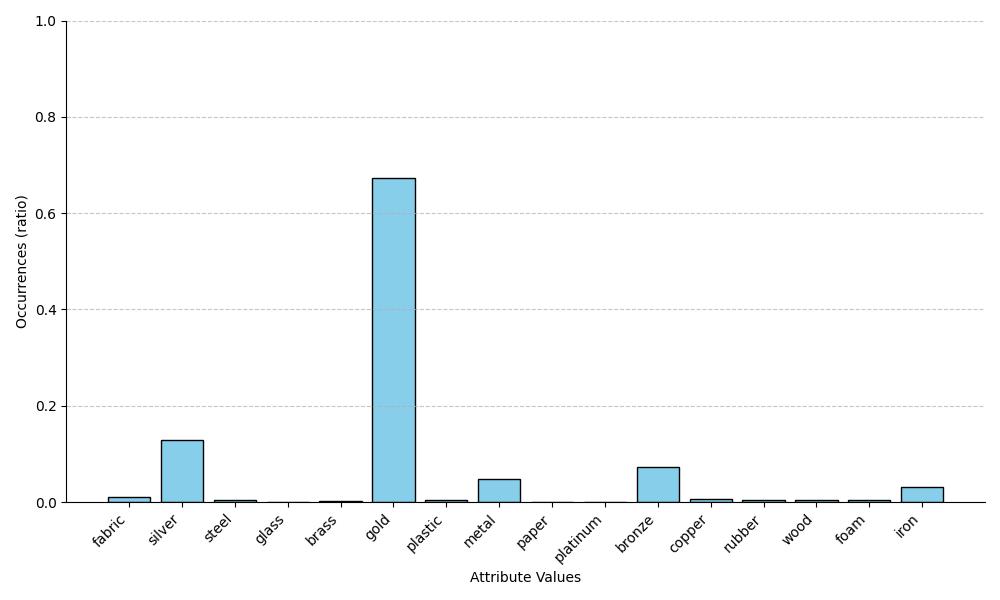 1.0
0.8
0.6
0.4
0.2
0.0
Occurrences (ratio)
fabric
silver
steel
glass
brass
gold
plastic
metal
paper
platinum
bronze
copper
rubber
wood
foam
iron
Attribute Values